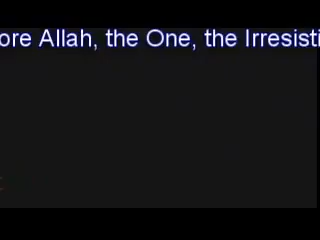 ore Allah, the One, the Irresisti